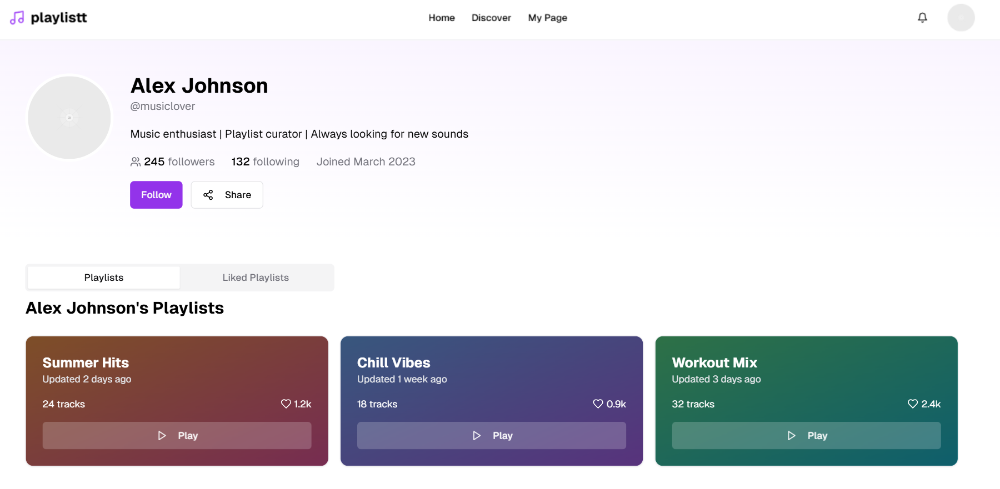 playlistt
Home Discover My Page
Alex Johnson
@musiclover
Music enthusiast | Playlist curator | Always looking for new sounds
245 followers 132 following Joined March 2023
Follow Share
Playlists Liked Playlists
Alex Johnson's Playlists
Summer Hits
Updated 2 days ago
24 tracks 1.2k
Play
Chill Vibes
Updated 1 week ago
18 tracks 0.9k
Play
Workout Mix
Updated 3 days ago
32 tracks 2.4k
Play